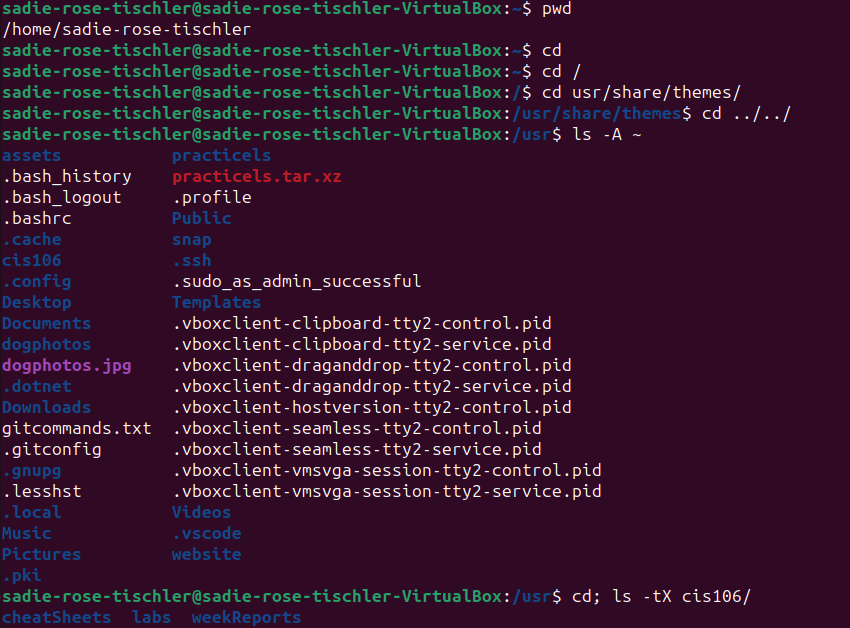 sadie-rose-tischler@sadie-rose-tischler-VirtualBox:~$ pwd
/home/sadie-rose-tischler
sadie-rose-tischler@sadie-rose-tischler-VirtualBox:~$ cd
sadie-rose-tischler@sadie-rose-tischler-VirtualBox:~$ cd /
sadie-rose-tischler@sadie-rose-tischler-VirtualBox:/$ cd usr/share/themes/
sadie-rose-tischler@sadie-rose-tischler-VirtualBox:/usr/share/themes$ cd ../../
sadie-rose-tischler@sadie-rose-tischler-VirtualBox:/usr$ ls -A ~
assets practicels
.bash_history practicels.tar.xz
.bash_logout .profile
.bashrc Public
.cache snap
cis106 .ssh
.config .sudo_as_admin_successful
Desktop Templates
Documents .vboxclient-clipboard-tty2-control.pid
dogphotos .vboxclient-clipboard-tty2-service.pid
dogphotos.jpg .vboxclient-draganddrop-tty2-control.pid
.dotnet .vboxclient-draganddrop-tty2-service.pid
Downloads .vboxclient-hostversion-tty2-control.pid
gitcommands.txt .vboxclient-seamless-tty2-control.pid
.gitconfig .vboxclient-seamless-tty2-service.pid
.gnupg .vboxclient-vmsvga-session-tty2-control.pid
.lesshst .vboxclient-vmsvga-session-tty2-service.pid
.local Videos
Music .vscode
Pictures website
.pki
sadie-rose-tischler@sadie-rose-tischler-VirtualBox:/usr$ cd; ls -tX cis106/
cheatSheets labs weekReports